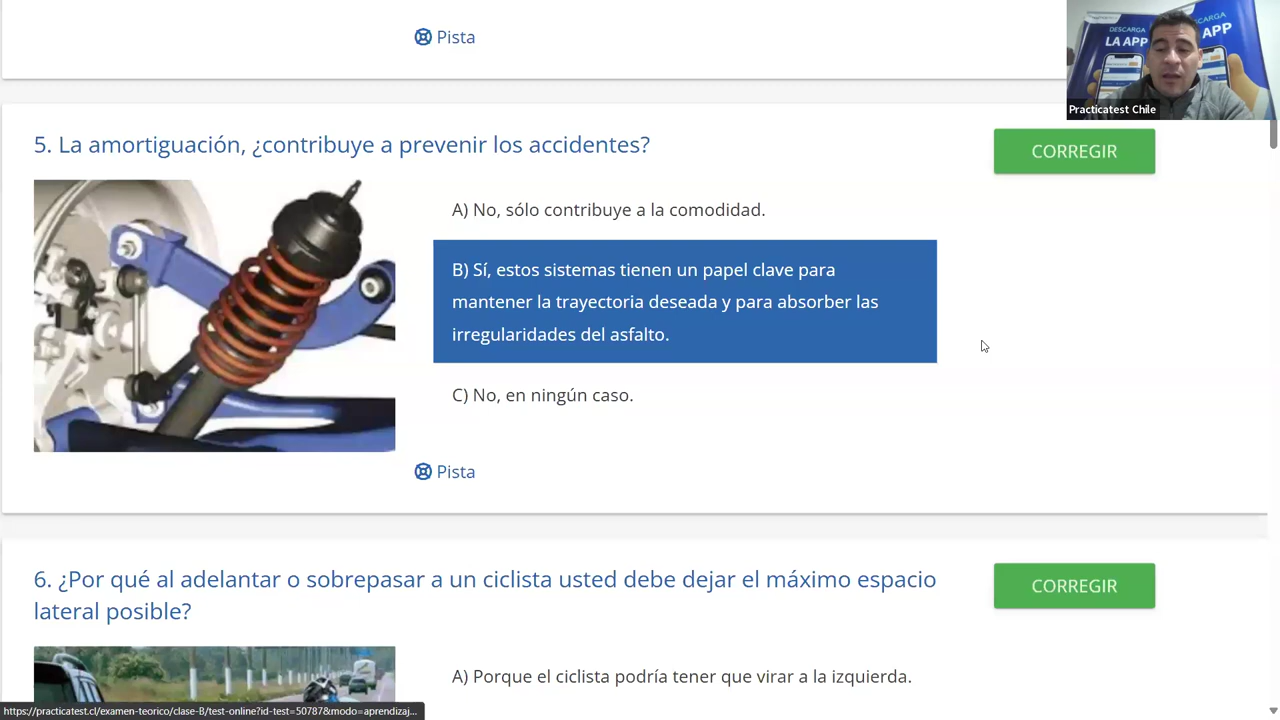 Pista
DESCARGA
LA APP
DESCARGA
APP
Practicatest Chile
5. La amortiguación, ¿contribuye a prevenir los accidentes?
CORREGIR
A) No, sólo contribuye a la comodidad.
B) Sí, estos sistemas tienen un papel clave para
mantener la trayectoria deseada y para absorber las
irregularidades del asfalto.
C) No, en ningún caso.
Pista
6. ¿Por qué al adelantar o sobrepasar a un ciclista usted debe dejar el máximo espacio
lateral posible?
CORREGIR
A) Porque el ciclista podría tener que virar a la izquierda.
https://practicatest.cl/examen-teorico/clase-B/test-online?id-test=50787&modo=aprendizaj...